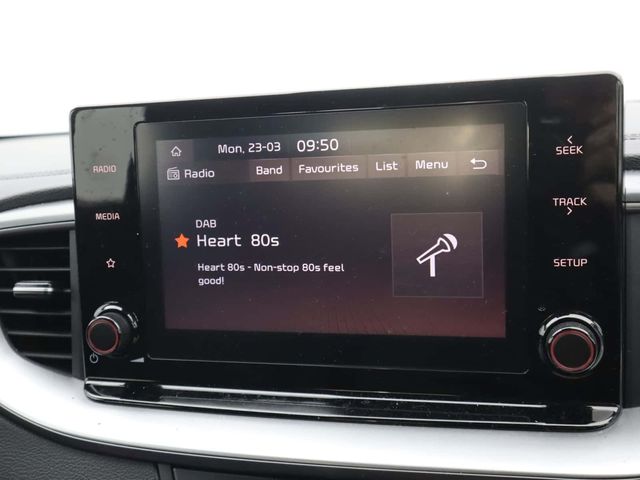 Mon, 23-03 09:50
Radio Band Favourites List Menu
DAB
Heart 80s
Heart 80s - Non-stop 80s feel
good!
RADIO
MEDIA
SEEK
TRACK
SETUP